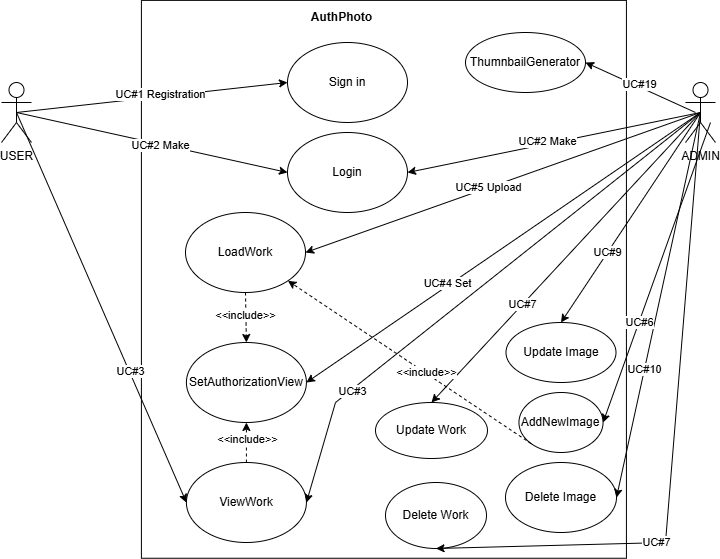 AuthPhoto
Sign in
ThumnbailGenerator
UC#19
UC#1 Registration
USER
UC#2 Make
Login
UC#2 Make
ADMIN
UC#5 Upload
LoadWork
UC#9
UC#4 Set
UC#7
<<include>>
UC#6
Update Image
UC#3
<<include>>
UC#10
SetAuthorizationView
UC#3
AddNewImage
Update Work
<<include>>
ViewWork
Delete Image
Delete Work
UC#7